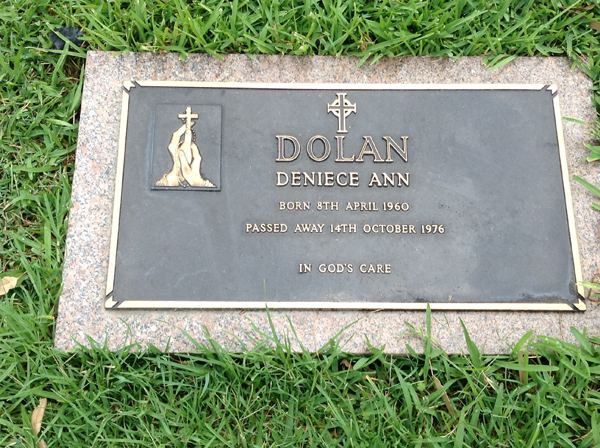 DOLAN
DENIECE ANN
BORN 8TH APRIL 1960
PASSED AWAY 14TH OCTOBER 1976
IN GOD'S CARE